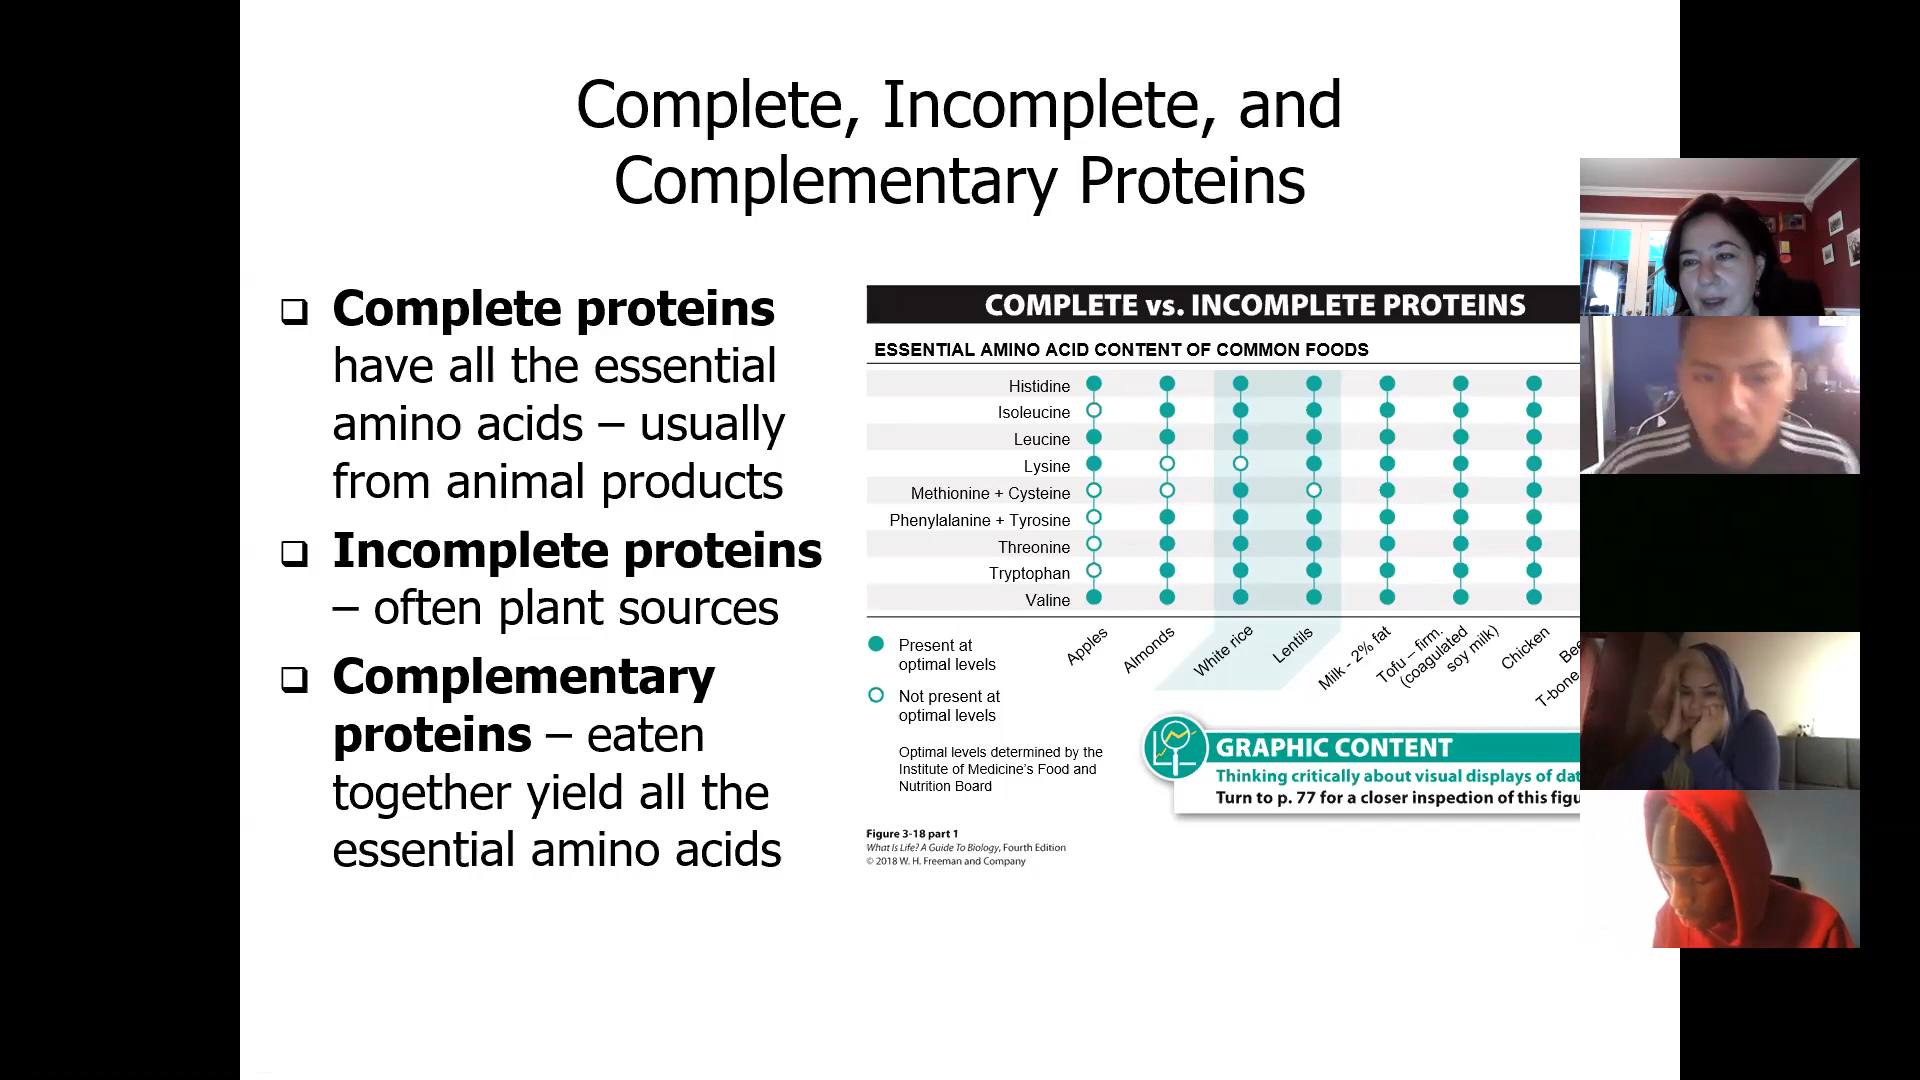 Complete, Incomplete, and
Complementary Proteins
Complete proteins
have all the essential
amino acids – usually
from animal products
Incomplete proteins
– often plant sources
Complementary
proteins – eaten
together yield all the
essential amino acids
COMPLETE vs. INCOMPLETE PROTEINS
ESSENTIAL AMINO ACID CONTENT OF COMMON FOODS
Histidine
Isoleucine
Leucine
Lysine
Methionine + Cysteine
Phenylalanine + Tyrosine
Threonine
Tryptophan
Valine
Apples
Almonds
White rice
Lentils
Milk - 2% fat
Tofu – firm.
(coagulated
soy milk)
Chicken
T-bone
Present at
optimal levels
Not present at
optimal levels
Optimal levels determined by the
Institute of Medicine's Food and
Nutrition Board
GRAPHIC CONTENT
Thinking critically about visual displays of
Turn to p. 77 for a closer inspection of this
Figure 3-18 part 1
What Is Life? A Guide To Biology, Fourth Edition
© 2018 W. H. Freeman and Company